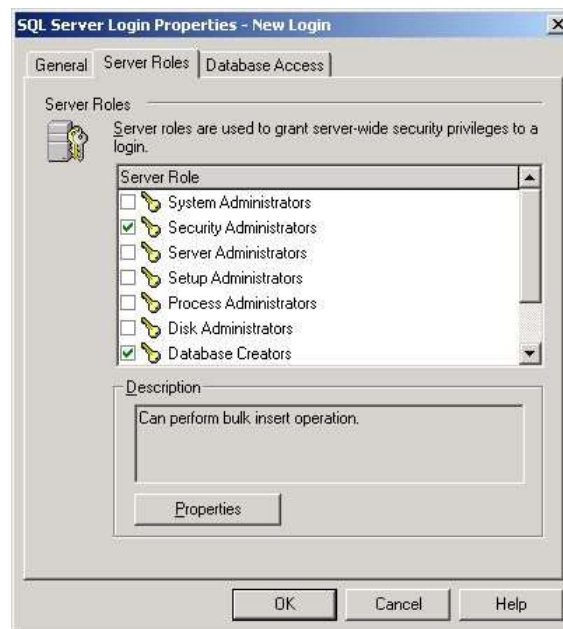 SQL Server Login Properties - New Login
General Server Roles Database Access
Server Roles
Server roles are used to grant server-wide security privileges to a
login.
Server Role
System Administrators
Security Administrators
Server Administrators
Setup Administrators
Process Administrators
Disk Administrators
Database Creators
Description
Can perform bulk insert operation.
Properties
OK Cancel Help